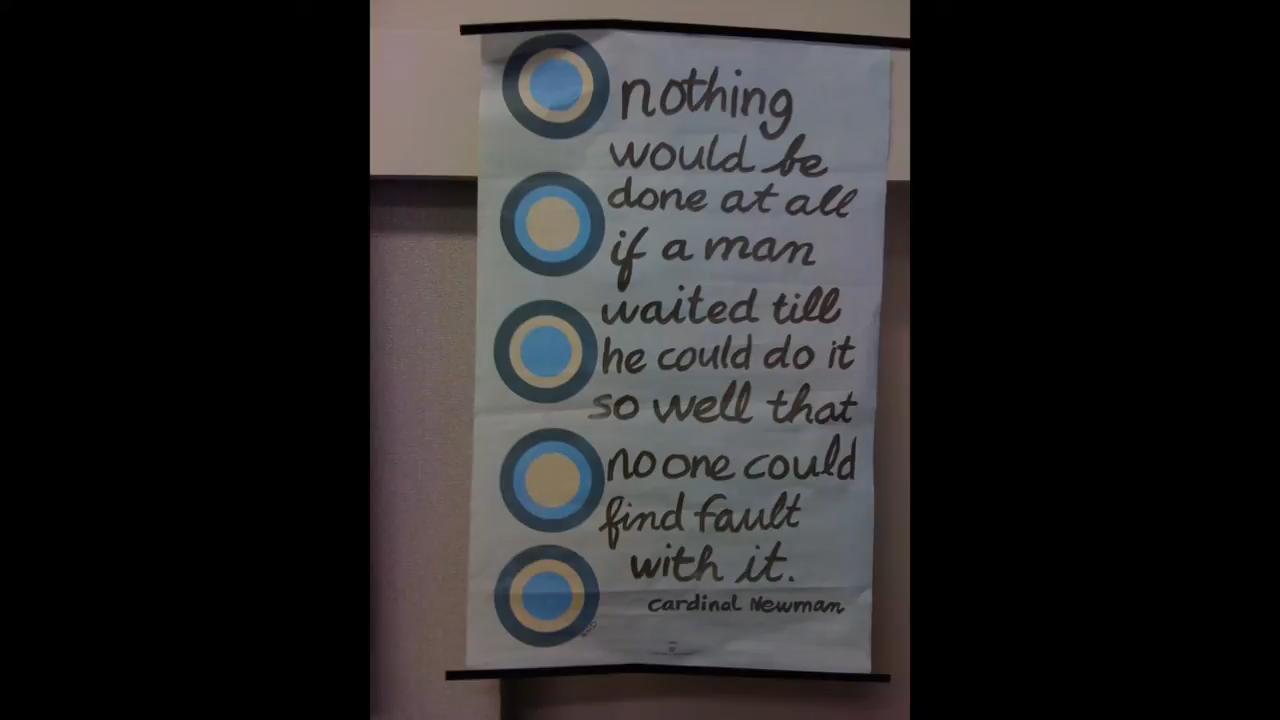 nothing
would be
done at all
if a man
waited till
he could do it
so well that
no one could
find fault
with it.
Cardinal Newman